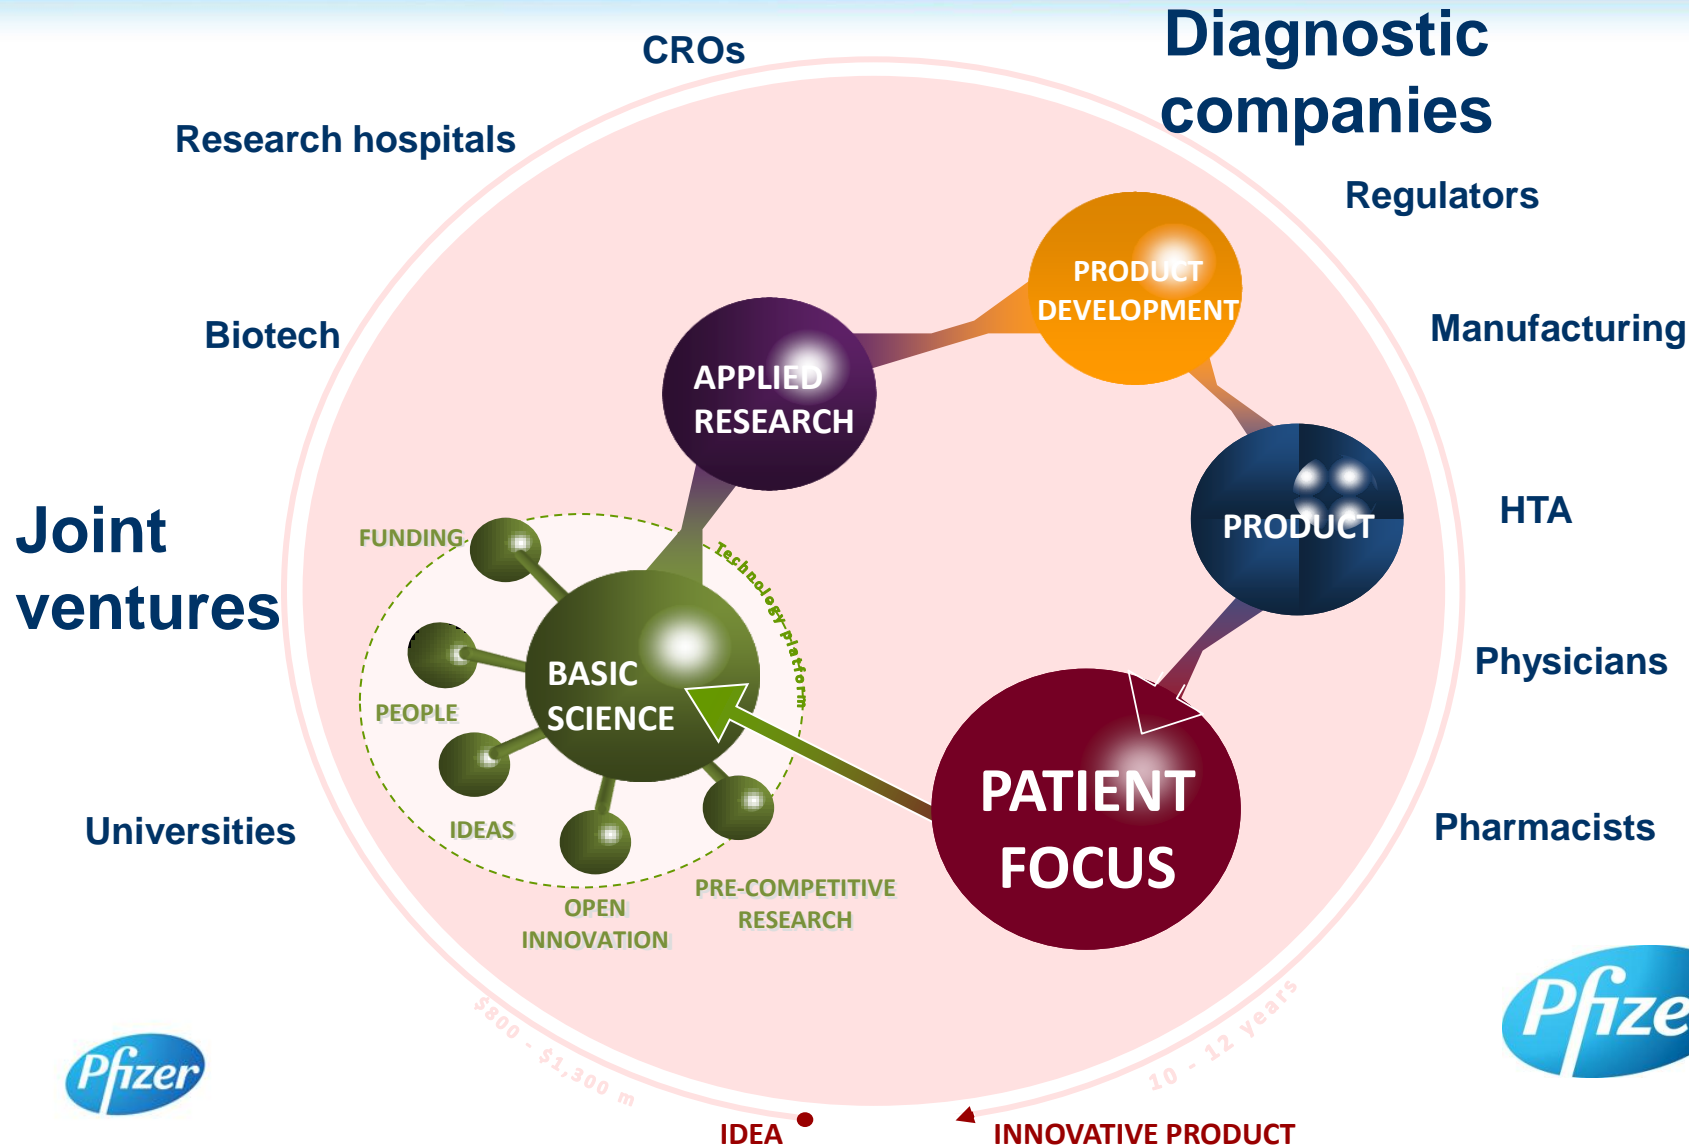 CROs
Diagnostic
companies
Research hospitals
Regulators
PRODUCT
DEVELOPMENT
Biotech
Manufacturing
APPLIED
RESEARCH
Joint
ventures
HTA
PRODUCT
FUNDING
Technology platform
BASIC
SCIENCE
Physicians
PEOPLE
PATIENT
FOCUS
IDEAS
Universities
Pharmacists
PRE-COMPETITIVE
RESEARCH
OPEN
INNOVATION
$800 - $1,300 m
10 - 12 years
Pfizer
Pfize
IDEA
INNOVATIVE PRODUCT